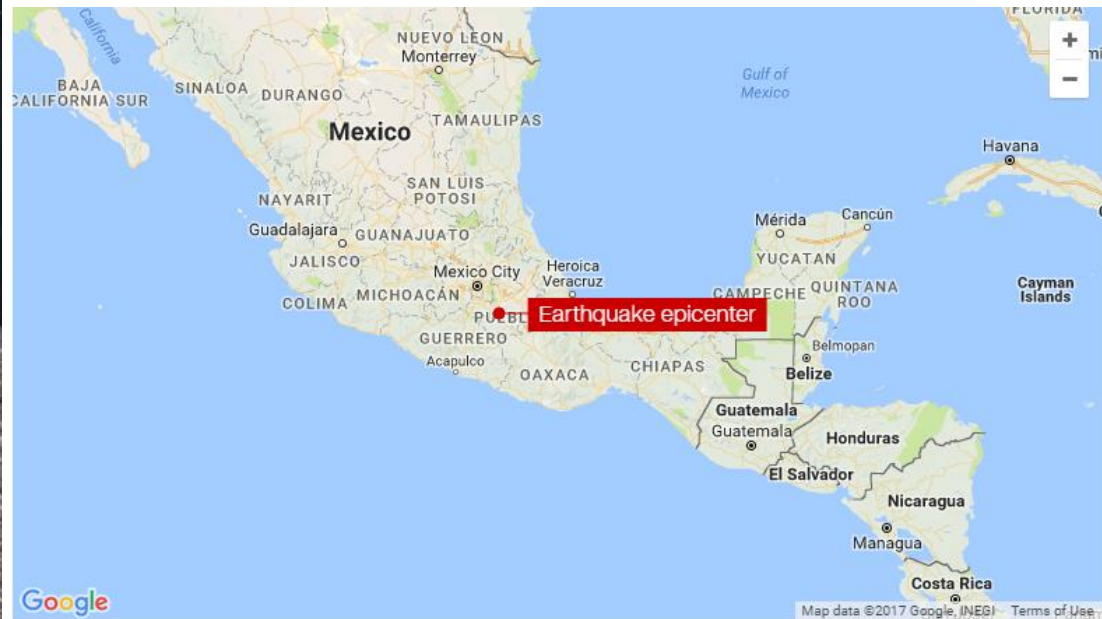 FLORIDA
California
NUEVO LEON
Monterrey
Gulf of
Mexico
BAJA
CALIFORNIA SUR
SINALOA
DURANGO
TAMAULIPAS
Mexico
Havana
SAN LUIS
POTOSI
NAYARIT
Guadalajara
GUANAJUATO
Mérida
Cancún
YUCATAN
JALISCO
Mexico City
Heroica
Veracruz
COLIMA
MICHOACÁN
CAMPECHE
QUINTANA
ROO
Cayman
Islands
Earthquake epicenter
GUERRERO
Acapulco
OAXACA
CHIAPAS
Belmopan
Belize
Guatemala
Guatemala
Honduras
El Salvador
Nicaragua
Managua
Costa Rica
Google
Map data ©2017 Google, INEGI Terms of Use